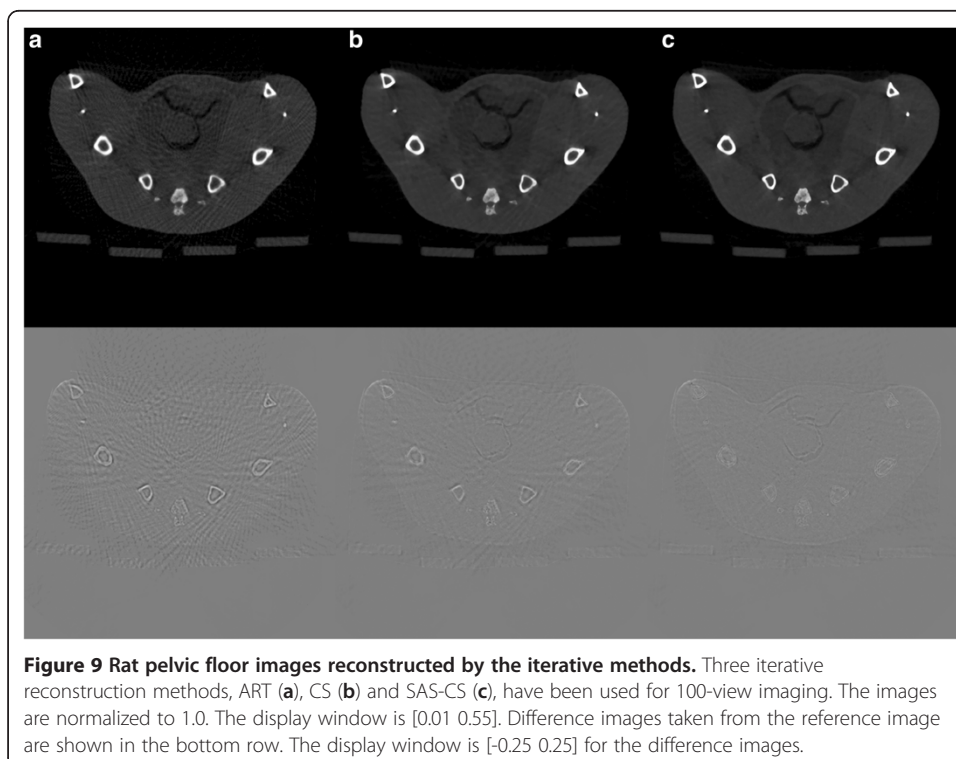 a b c
Figure 9 Rat pelvic floor images reconstructed by the iterative methods. Three iterative
reconstruction methods, ART (a), CS (b) and SAS-CS (c), have been used for 100-view imaging. The images
are normalized to 1.0. The display window is [0.01 0.55]. Difference images taken from the reference image
are shown in the bottom row. The display window is [-0.25 0.25] for the difference images.